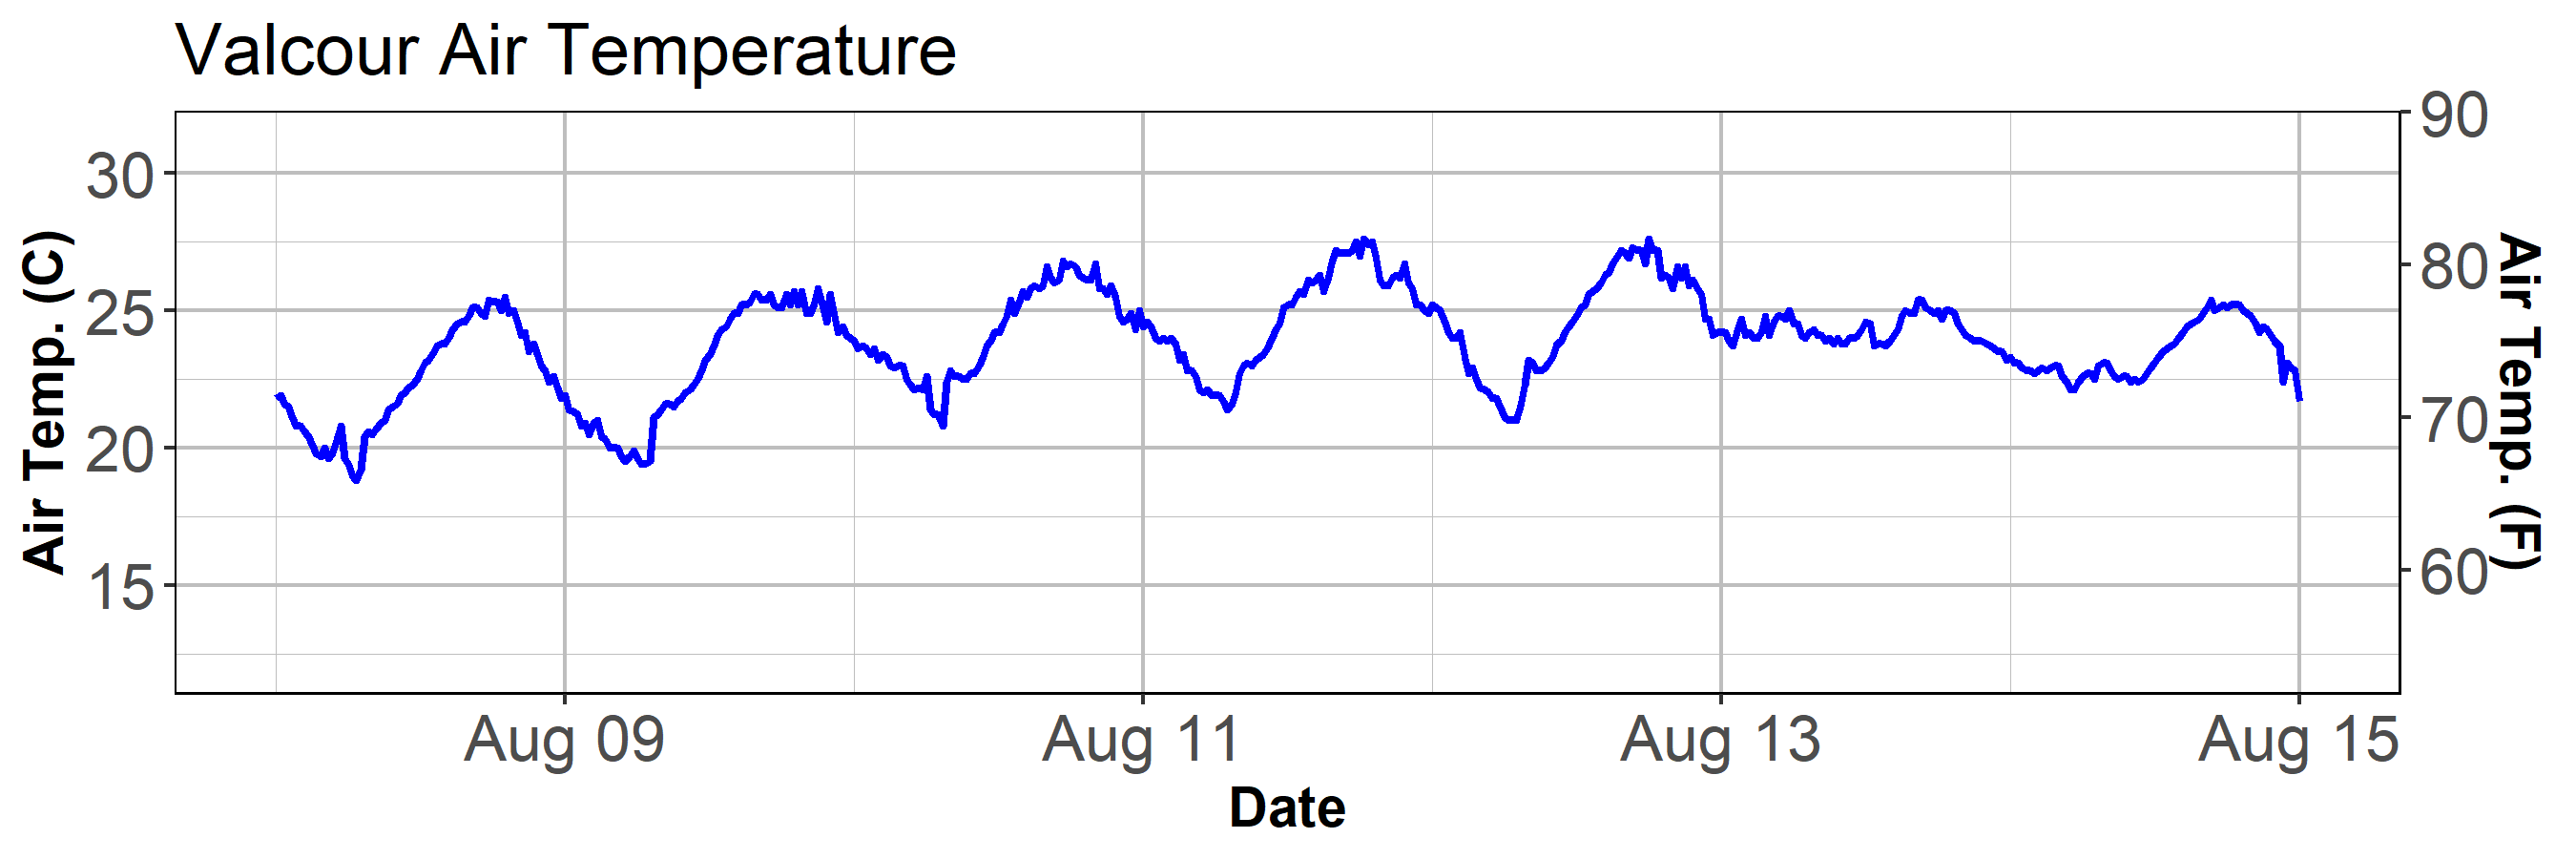 Valcour Air Temperature
Air Temp. (C)
30
25
20
15
90
80
70
60
Air Temp. (F)
Aug 09 Aug 11 Aug 13 Aug 15
Date